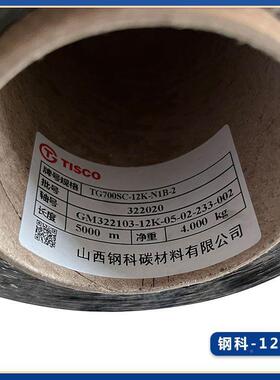 TISCO
牌号规格 TG700SC-12K-N1B-2
批号 322020
轴号 GM322103-12K-05-02-233-002
长度 5000 m 净重 4.000 kg
山西钢科碳材料有限公司
钢科-12